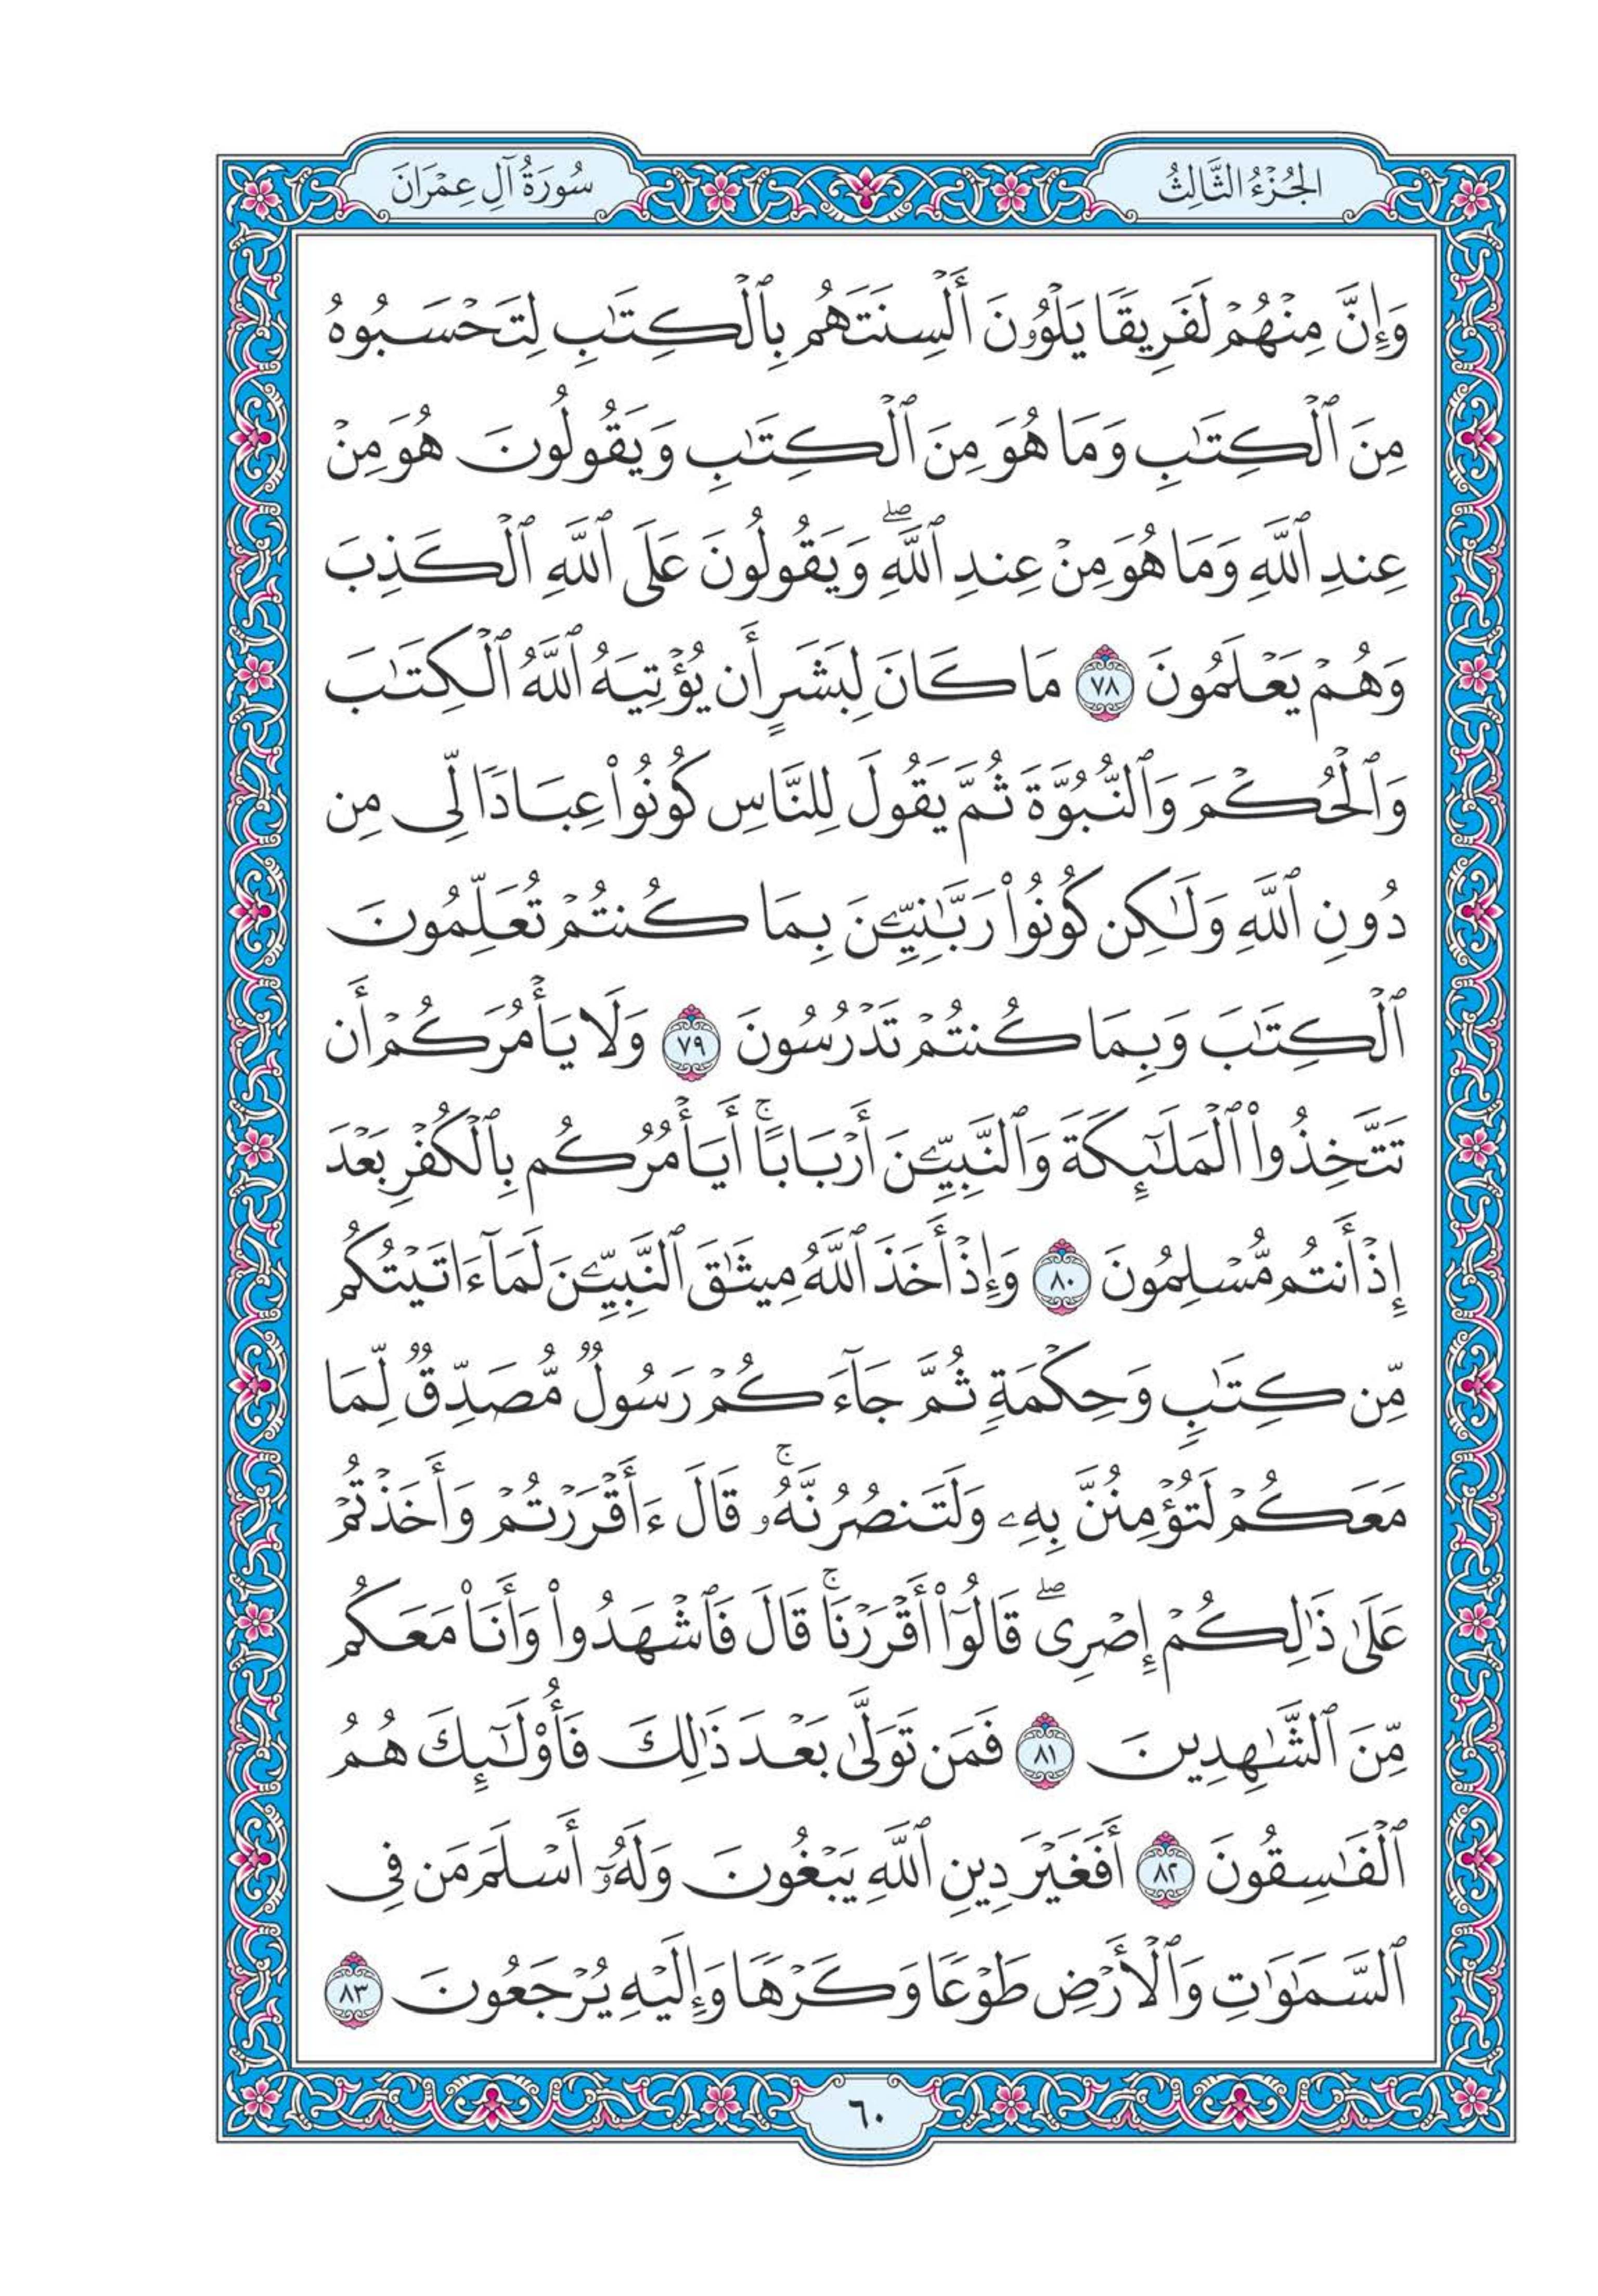 الجُزْءُ الثَّالِثُ
سُورَةُ آلِ عِمْرَانَ
وَإِنَّ مِنْهُمْ لَفَرِيقًا يَلْوُۥنَ أَلْسِنَتَهُم بِٱلْكِتَٰبِ لِتَحْسَبُوهُ
مِنَ ٱلْكِتَٰبِ وَمَا هُوَ مِنَ ٱلْكِتَٰبِ وَيَقُولُونَ هُوَ مِنْ
عِندِ ٱللَّهِ وَمَا هُوَ مِنْ عِندِ ٱللَّهِۖ وَيَقُولُونَ عَلَى ٱللَّهِ ٱلْكَذِبَ
وَهُمْ يَعْلَمُونَ ٧٨ مَا كَانَ لِبَشَرٍ أَن يُؤْتِيَهُ ٱللَّهُ ٱلْكِتَٰبَ
وَٱلْحُكْمَ وَٱلنُّبُوَّةَ ثُمَّ يَقُولَ لِلنَّاسِ كُونُوا۟ عِبَادًا لِّى مِن
دُونِ ٱللَّهِ وَلَٰكِن كُونُوا۟ رَبَّٰنِيِّـۧنَ بِمَا كُنتُمْ تُعَلِّمُونَ
ٱلْكِتَٰبَ وَبِمَا كُنتُمْ تَدْرُسُونَ ٧٩ وَلَا يَأْمُرَكُمْ أَن
تَتَّخِذُوا۟ ٱلْمَلَٰٓئِكَةَ وَٱلنَّبِيِّـۧنَ أَرْبَابًاۚ أَيَأْمُرُكُم بِٱلْكُفْرِ بَعْدَ
إِذْ أَنتُم مُّسْلِمُونَ ٨٠ وَإِذْ أَخَذَ ٱللَّهُ مِيثَٰقَ ٱلنَّبِيِّـۧنَ لَمَآ ءَاتَيْتُكُم
مِّن كِتَٰبٍ وَحِكْمَةٍ ثُمَّ جَآءَكُمْ رَسُولٌ مُّصَدِّقٌ لِّمَا
مَعَكُمْ لَتُؤْمِنُنَّ بِهِۦ وَلَتَنصُرُنَّهُۥۚ قَالَ ءَأَقْرَرْتُمْ وَأَخَذْتُمْ
عَلَىٰ ذَٰلِكُمْ إِصْرِىۖ قَالُوٓا۟ أَقْرَرْنَاۚ قَالَ فَٱشْهَدُوا۟ وَأَنَا۠ مَعَكُم
مِّنَ ٱلشَّٰهِدِينَ ٨١ فَمَن تَوَلَّىٰ بَعْدَ ذَٰلِكَ فَأُو۟لَٰٓئِكَ هُمُ
ٱلْفَٰسِقُونَ ٨٢ أَفَغَيْرَ دِينِ ٱللَّهِ يَبْغُونَ وَلَهُۥٓ أَسْلَمَ مَن فِى
ٱلسَّمَٰوَٰتِ وَٱلْأَرْضِ طَوْعًا وَكَرْهًا وَإِلَيْهِ يُرْجَعُونَ ٨٣
٦٠